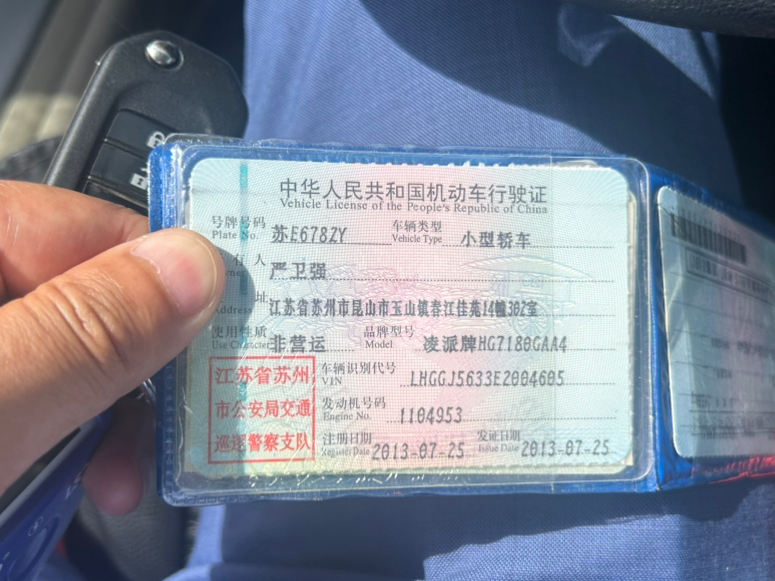 中华人民共和国机动车行驶证
Vehicle License of the People's Republic of China
号牌号码 苏E678ZY 车辆类型 小型轿车
Plate No. Vehicle Type
有人 严卫强
址 江苏省苏州市昆山市玉山镇春江佳苑14幢302室
Address
使用性质 非营运 品牌型号 凌派牌HG7180GAA4
Use Character Model
江苏省苏州 车辆识别代号 LHGGJ5633E2004605
VIN
市公安局交通 发动机号码 1104953
Engine No.
巡逻警察支队 注册日期 2013-07-25 发证日期 2013-07-25
Register Date Issue Date